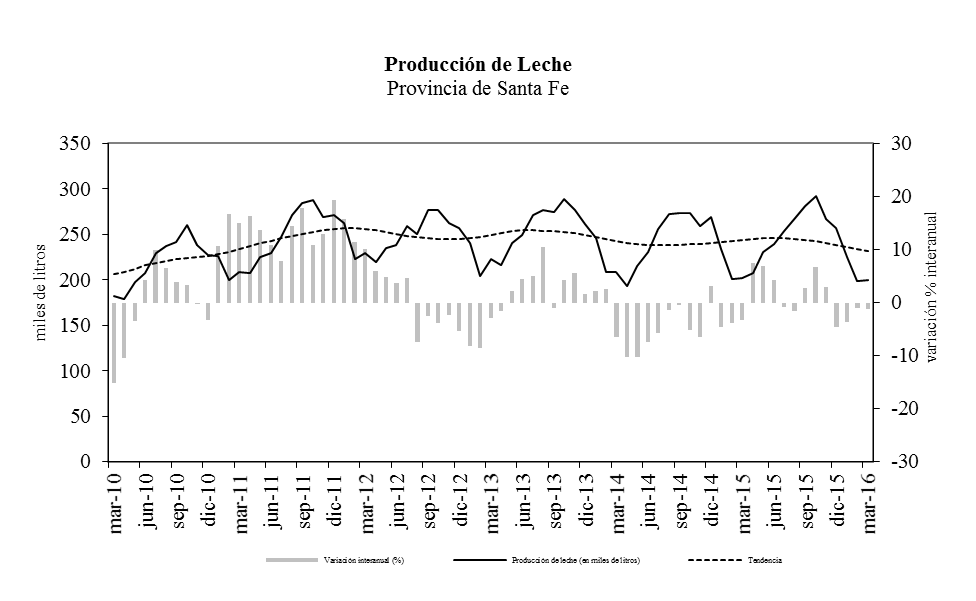 Producción de Leche
Provincia de Santa Fe
350
300
250
200
150
100
50
0
miles de litros
30
20
10
0
-10
-20
-30
variación % interanual
mar-10
jun-10
sep-10
dic-10
mar-11
jun-11
sep-11
dic-11
mar-12
jun-12
sep-12
dic-12
mar-13
jun-13
sep-13
dic-13
mar-14
jun-14
sep-14
dic-14
mar-15
jun-15
sep-15
dic-15
mar-16
Variación interanual (%)
Producción de leche (en miles de litros)
Tendencia